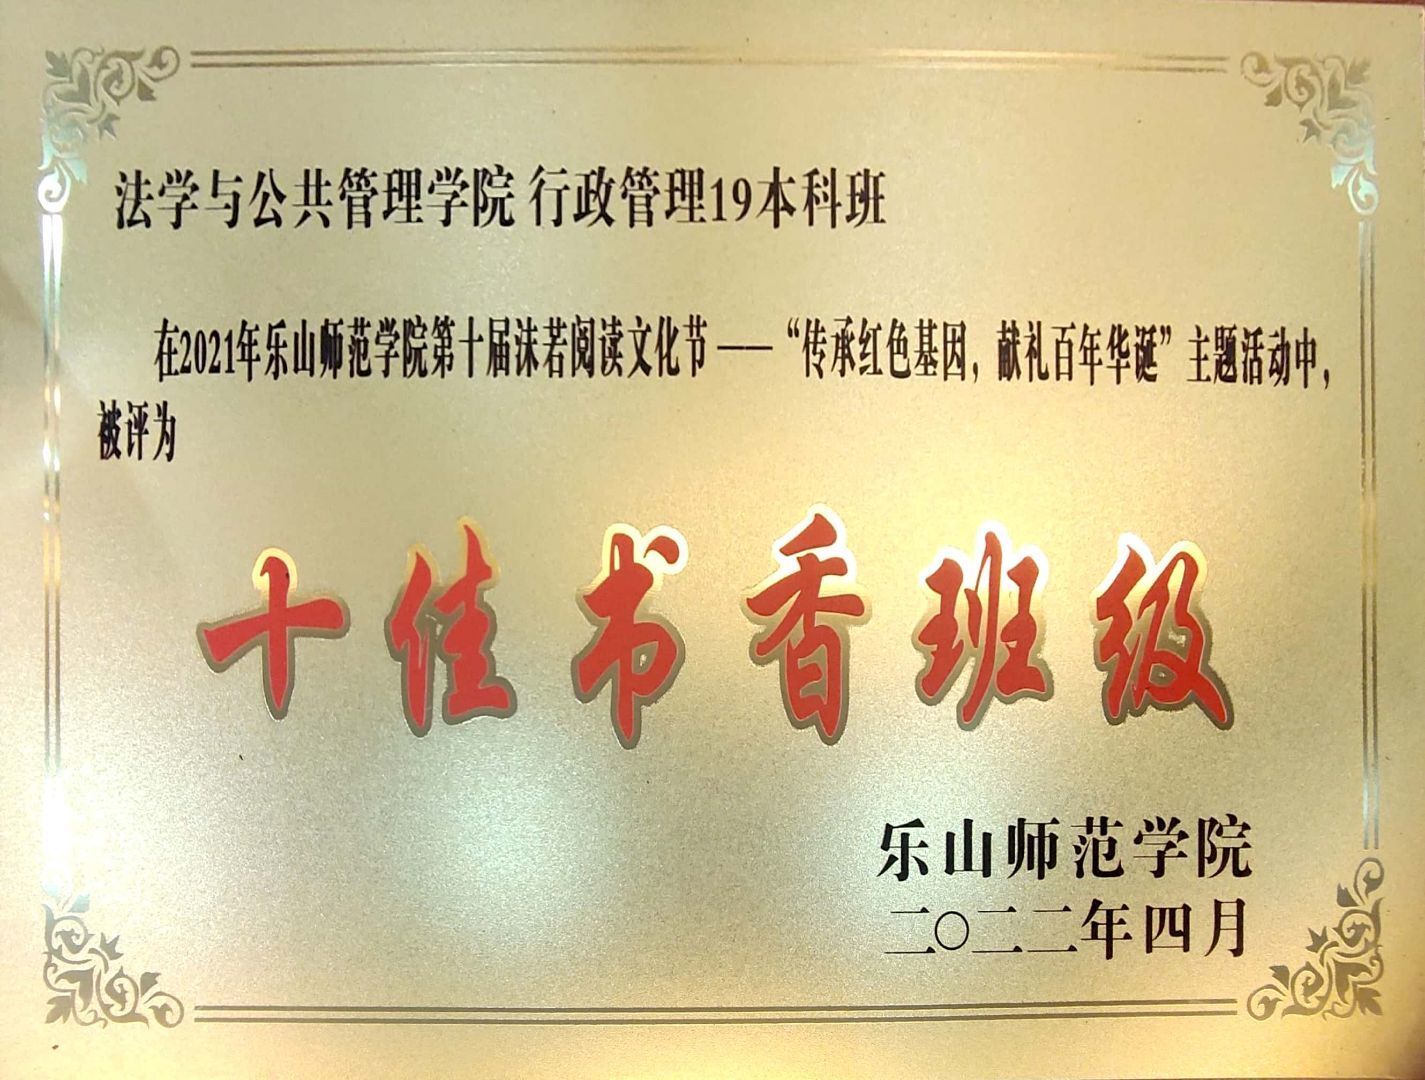 法学与公共管理学院 行政管理19本科班
在2021年乐山师范学院第十届沫若阅读文化节——“传承红色基因，献礼百年华诞”主题活动中，
被评为
十佳书香班级
乐山师范学院
二〇二二年四月